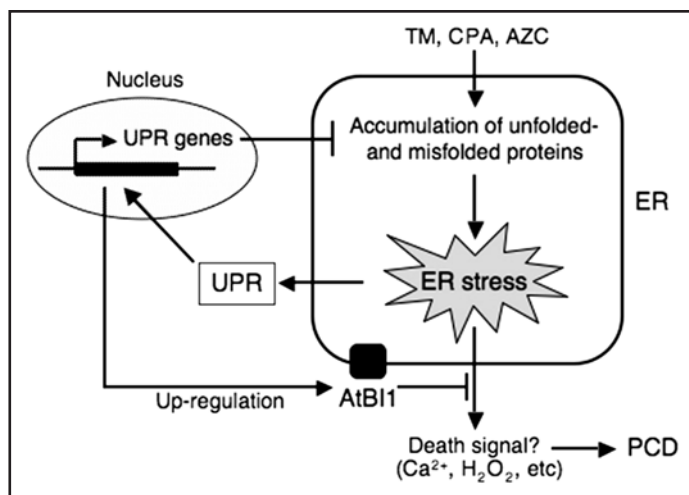 TM, CPA, AZC
Nucleus
UPR genes
Accumulation of unfolded-
and misfolded proteins
ER
ER stress
UPR
Up-regulation
AtBI1
Death signal?
(Ca²⁺, H₂O₂, etc)
PCD